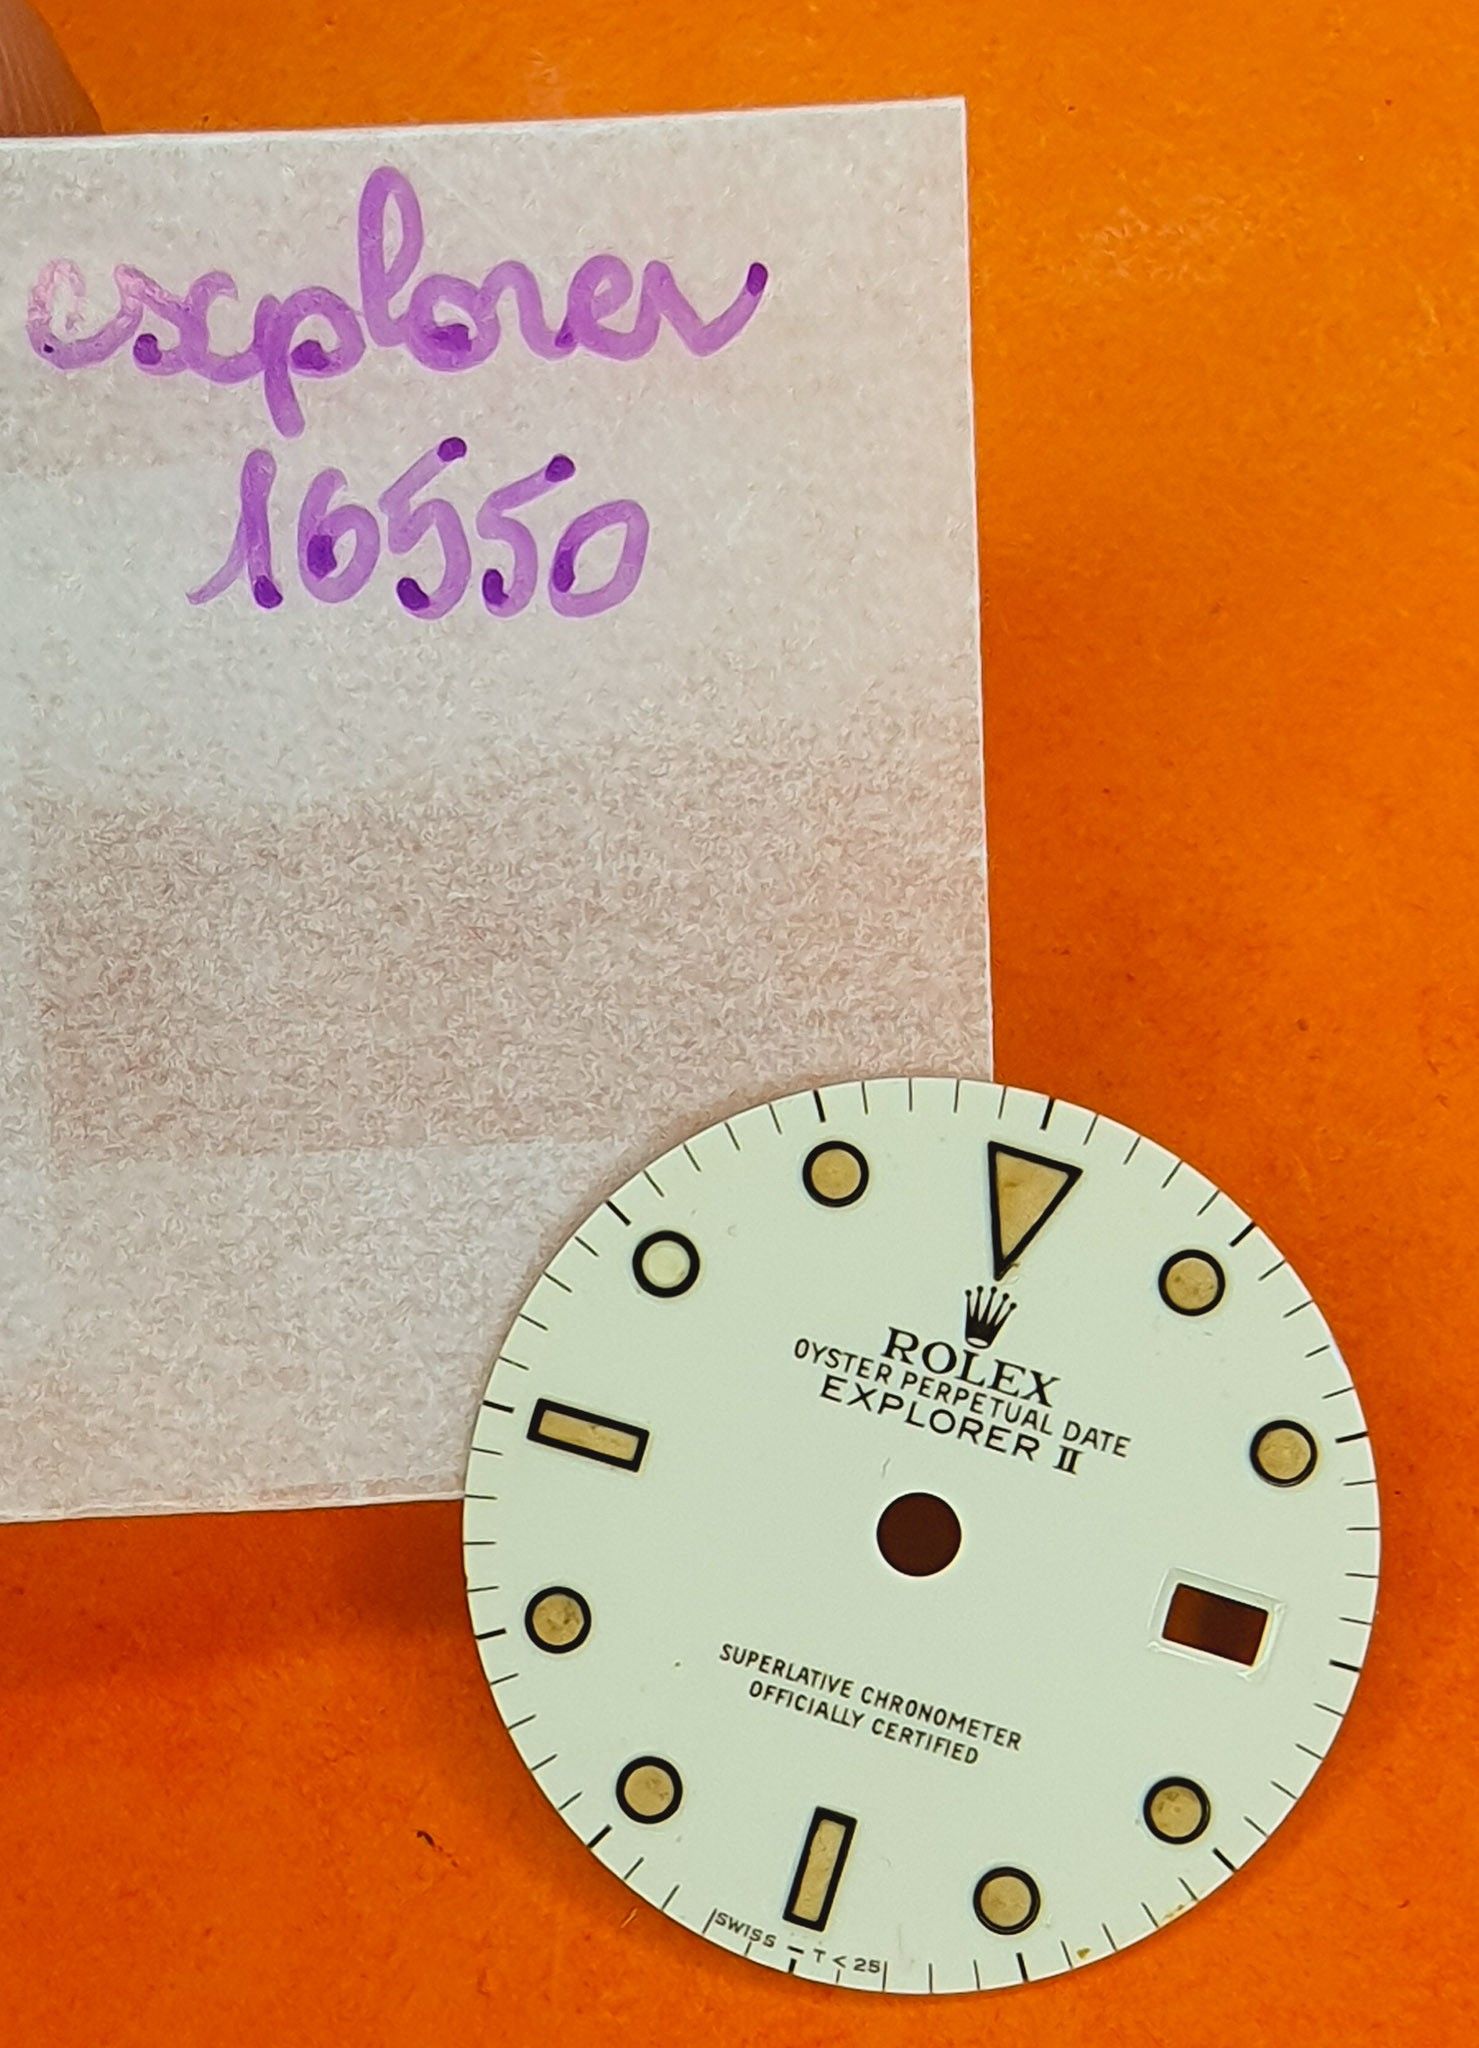 explorer
16550
ROLEX
OYSTER PERPETUAL DATE
EXPLORER II
SUPERLATIVE CHRONOMETER
OFFICIALLY CERTIFIED
SWISS - T < 25